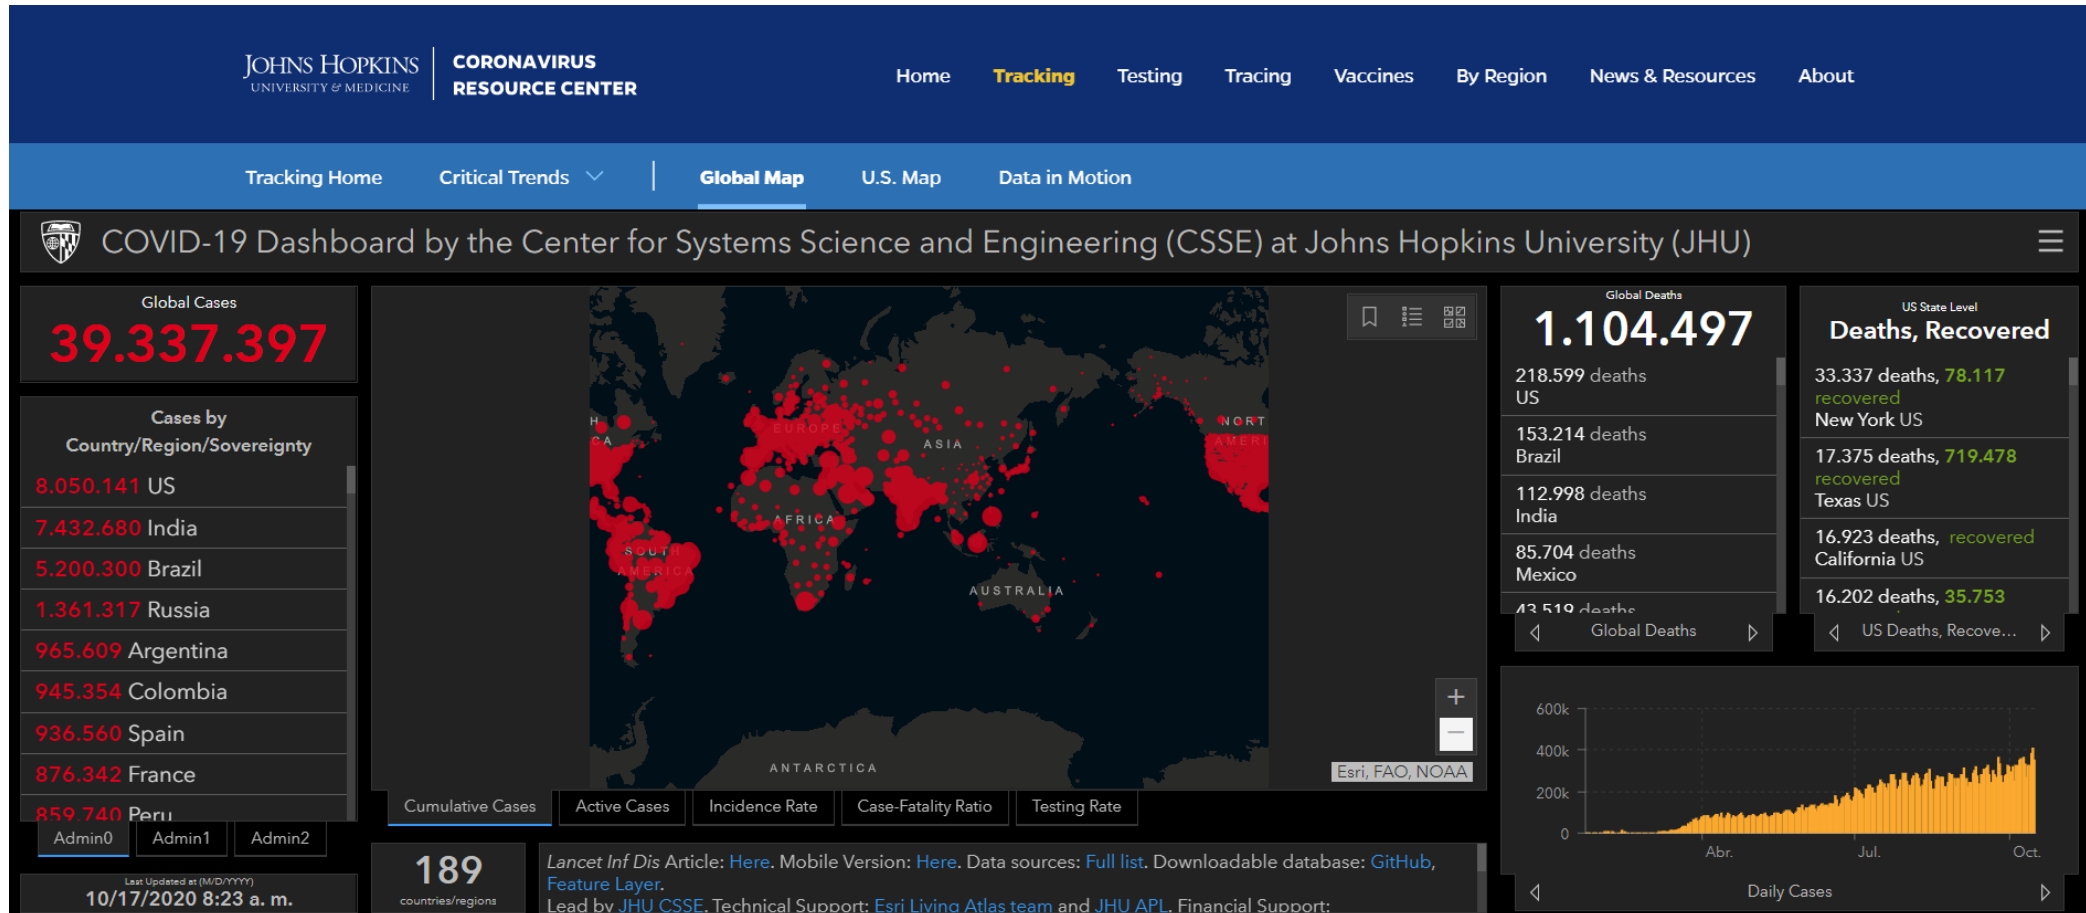 JOHNS HOPKINS
UNIVERSITY & MEDICINE
CORONAVIRUS
RESOURCE CENTER
Home Tracking Testing Tracing Vaccines By Region News & Resources About
Tracking Home Critical Trends Global Map U.S. Map Data in Motion
COVID-19 Dashboard by the Center for Systems Science and Engineering (CSSE) at Johns Hopkins University (JHU)
Global Cases
39.337.397
Cases by
Country/Region/Sovereignty
8.050.141 US
7.432.680 India
5.200.300 Brazil
1.361.317 Russia
965.609 Argentina
945.354 Colombia
936.560 Spain
876.342 France
859.740 Peru
Admin0 Admin1 Admin2
Last Updated at (M/D/YYYY)
10/17/2020 8:23 a. m.
EUROPE
ASIA
AFRICA
SOUTH
AMERICA
AUSTRALIA
ANTARCTICA
H
CA
NORT
AMERI
Esri, FAO, NOAA
Cumulative Cases Active Cases Incidence Rate Case-Fatality Ratio Testing Rate
189
countries/regions
Lancet Inf Dis Article: Here. Mobile Version: Here. Data sources: Full list. Downloadable database: GitHub,
Feature Layer.
Lead by JHU CSSE. Technical Support: Esri Living Atlas team and JHU APL. Financial Support:
Global Deaths
1.104.497
218.599 deaths
US
153.214 deaths
Brazil
112.998 deaths
India
85.704 deaths
Mexico
43.519 deaths
Global Deaths
US State Level
Deaths, Recovered
33.337 deaths, 78.117
recovered
New York US
17.375 deaths, 719.478
recovered
Texas US
16.923 deaths, recovered
California US
16.202 deaths, 35.753
US Deaths, Recove...
600k
400k
200k
0
Abr. Jul. Oct.
Daily Cases